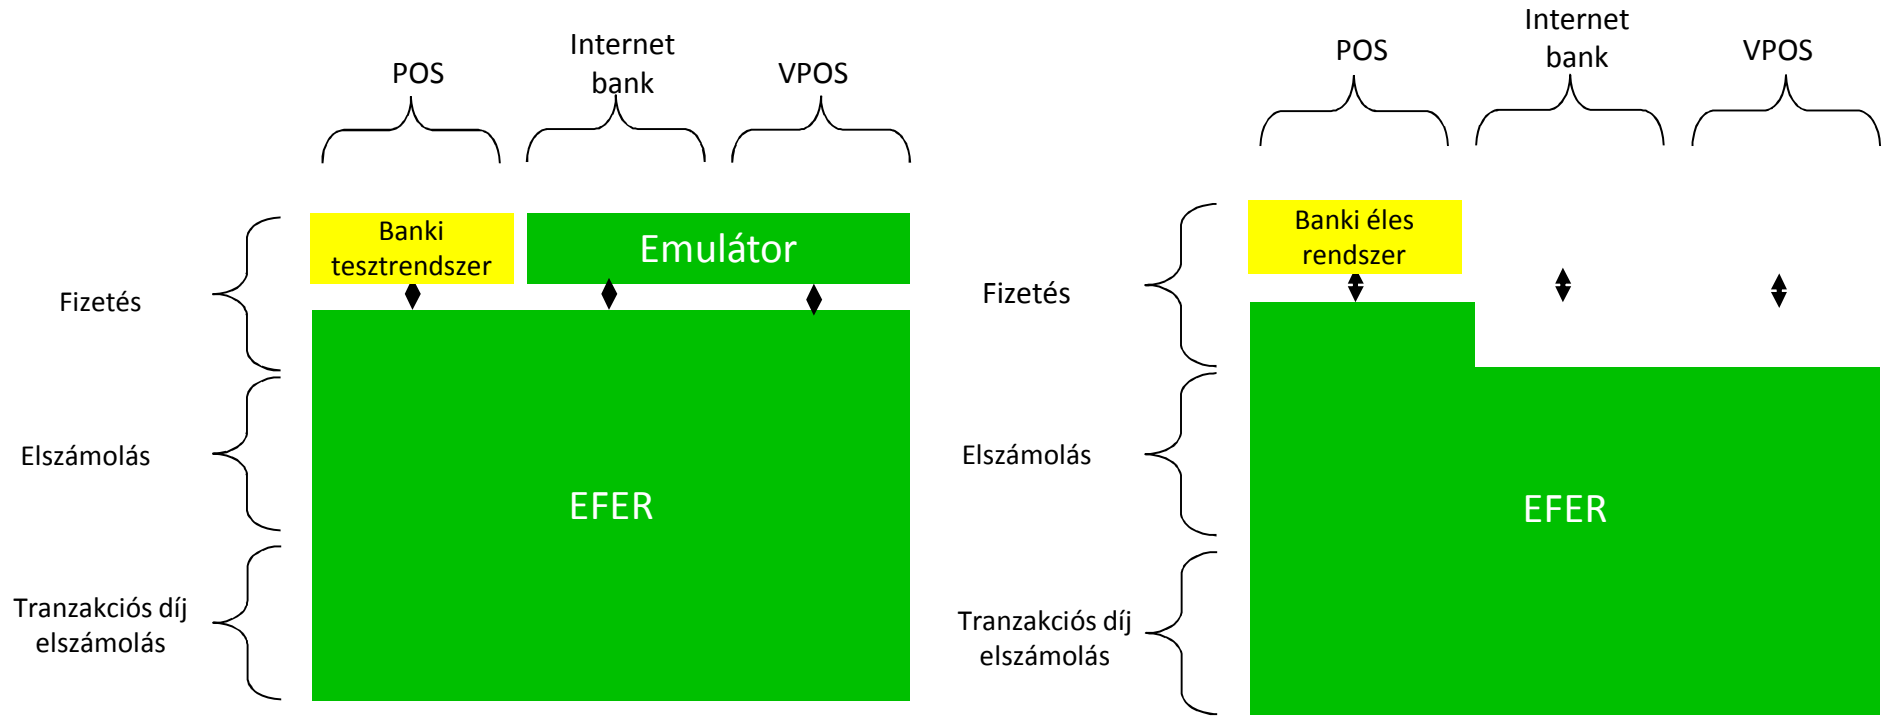 POS
Internet
bank
VPOS
Banki
tesztrendszer
Emulátor
Fizetés
Elszámolás
EFER
Tranzakciós díj
elszámolás
POS
Internet
bank
VPOS
Banki éles
rendszer
Fizetés
Elszámolás
EFER
Tranzakciós díj
elszámolás